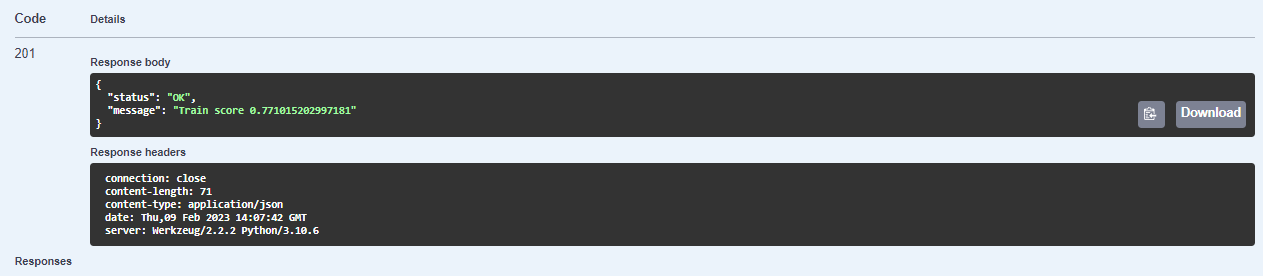 Code Details
201
Response body
{
  "status": "OK",
  "message": "Train score 0.771015202997181"
}
Download
Response headers
connection: close
content-length: 71
content-type: application/json
date: Thu,09 Feb 2023 14:07:42 GMT
server: Werkzeug/2.2.2 Python/3.10.6
Responses